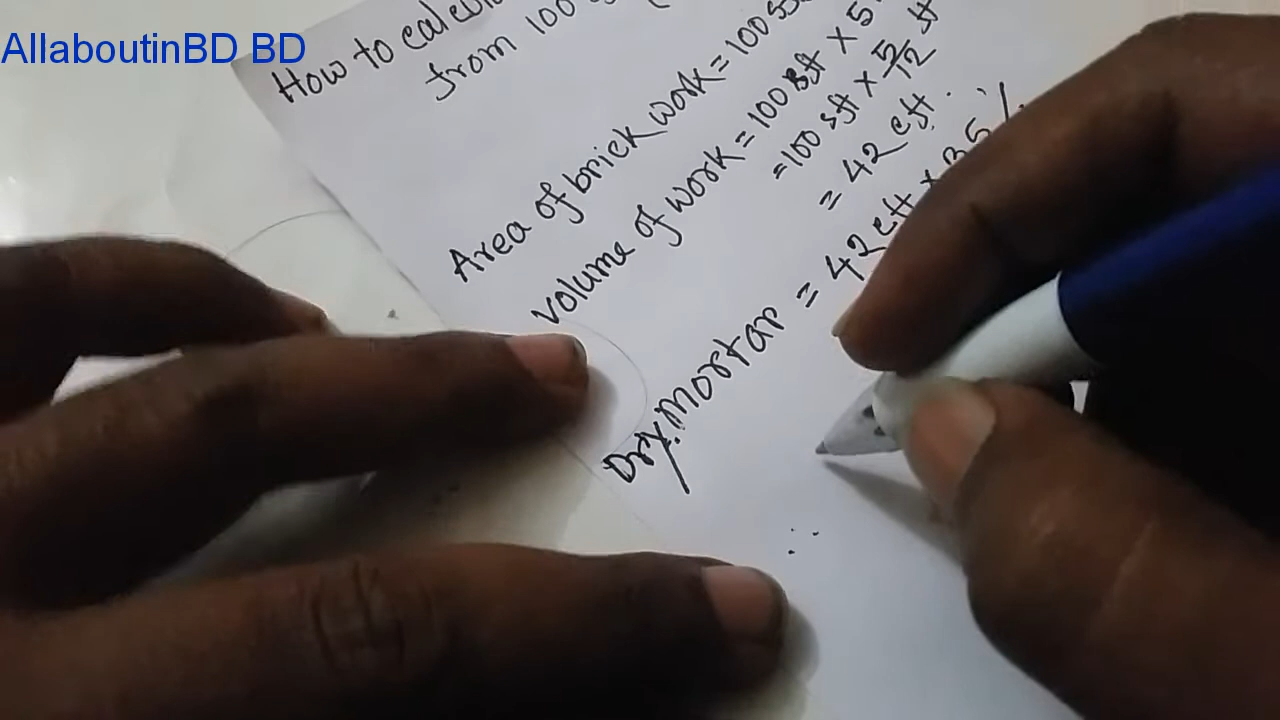 AllaboutinBD BD
How to
from 100
Area of brick work = 100
volume of work = 100 sft × 5
= 100 sft × 5/12 ft
= 42 cft.
Dry Mortar = 42 cft × 35%